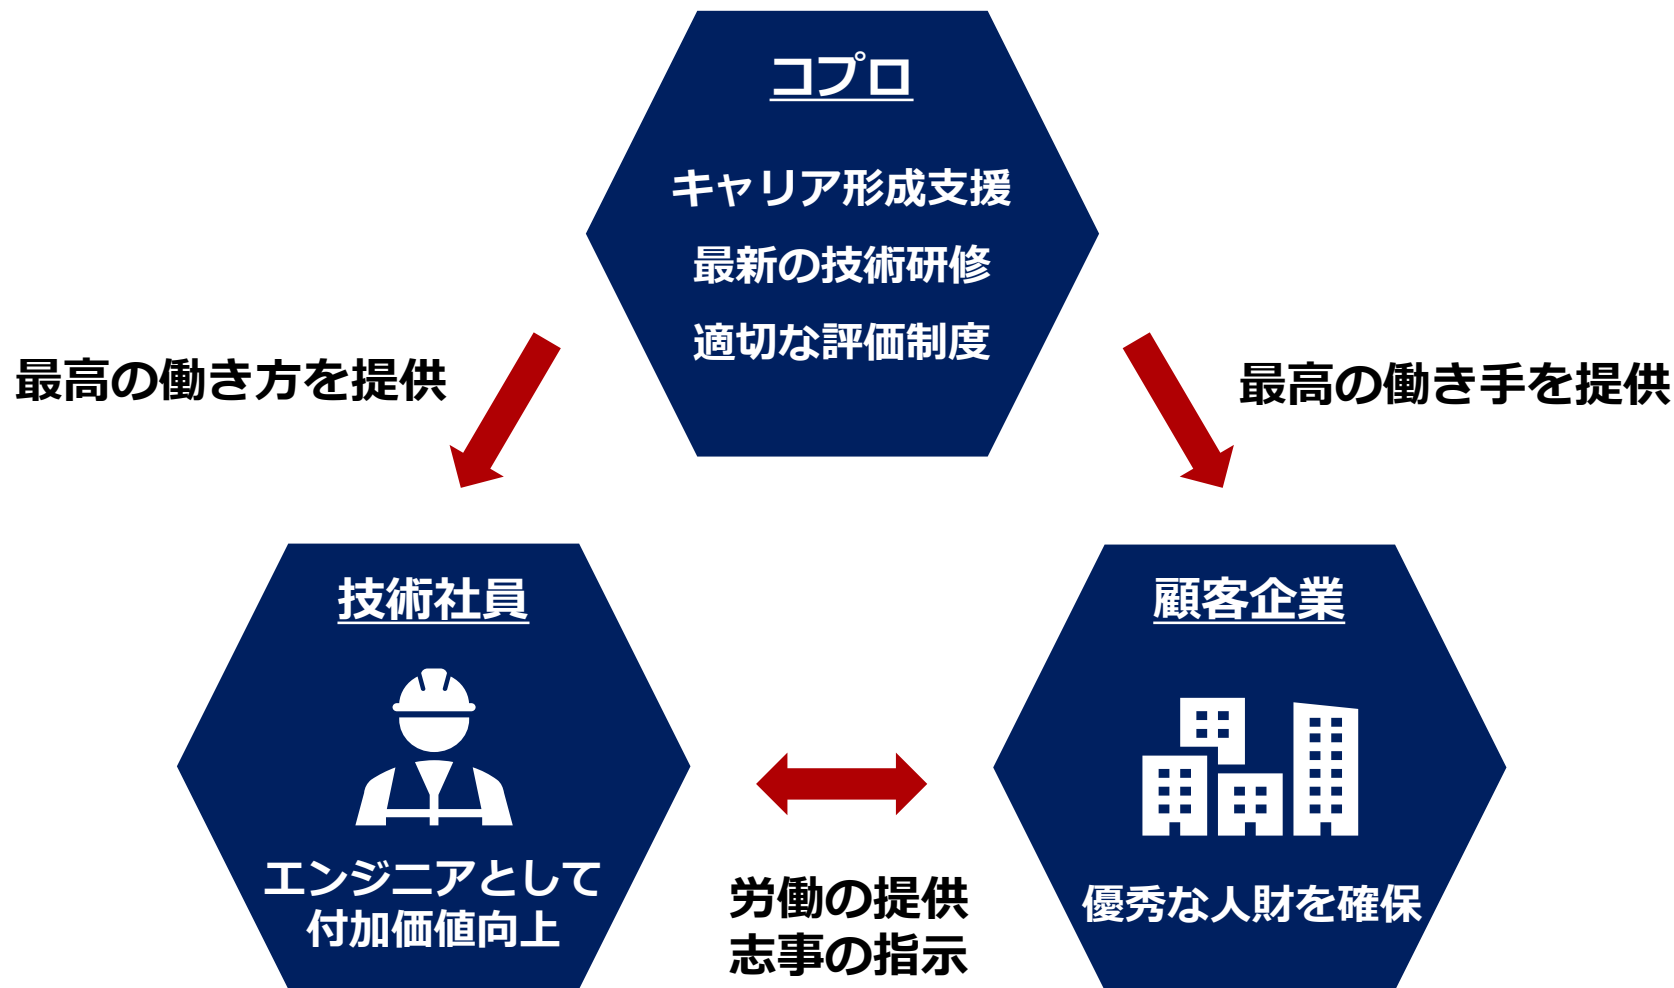 コプロ
キャリア形成支援
最新の技術研修
適切な評価制度
最高の働き方を提供
最高の働き手を提供
技術社員
エンジニアとして
付加価値向上
労働の提供
志事の指示
顧客企業
優秀な人財を確保